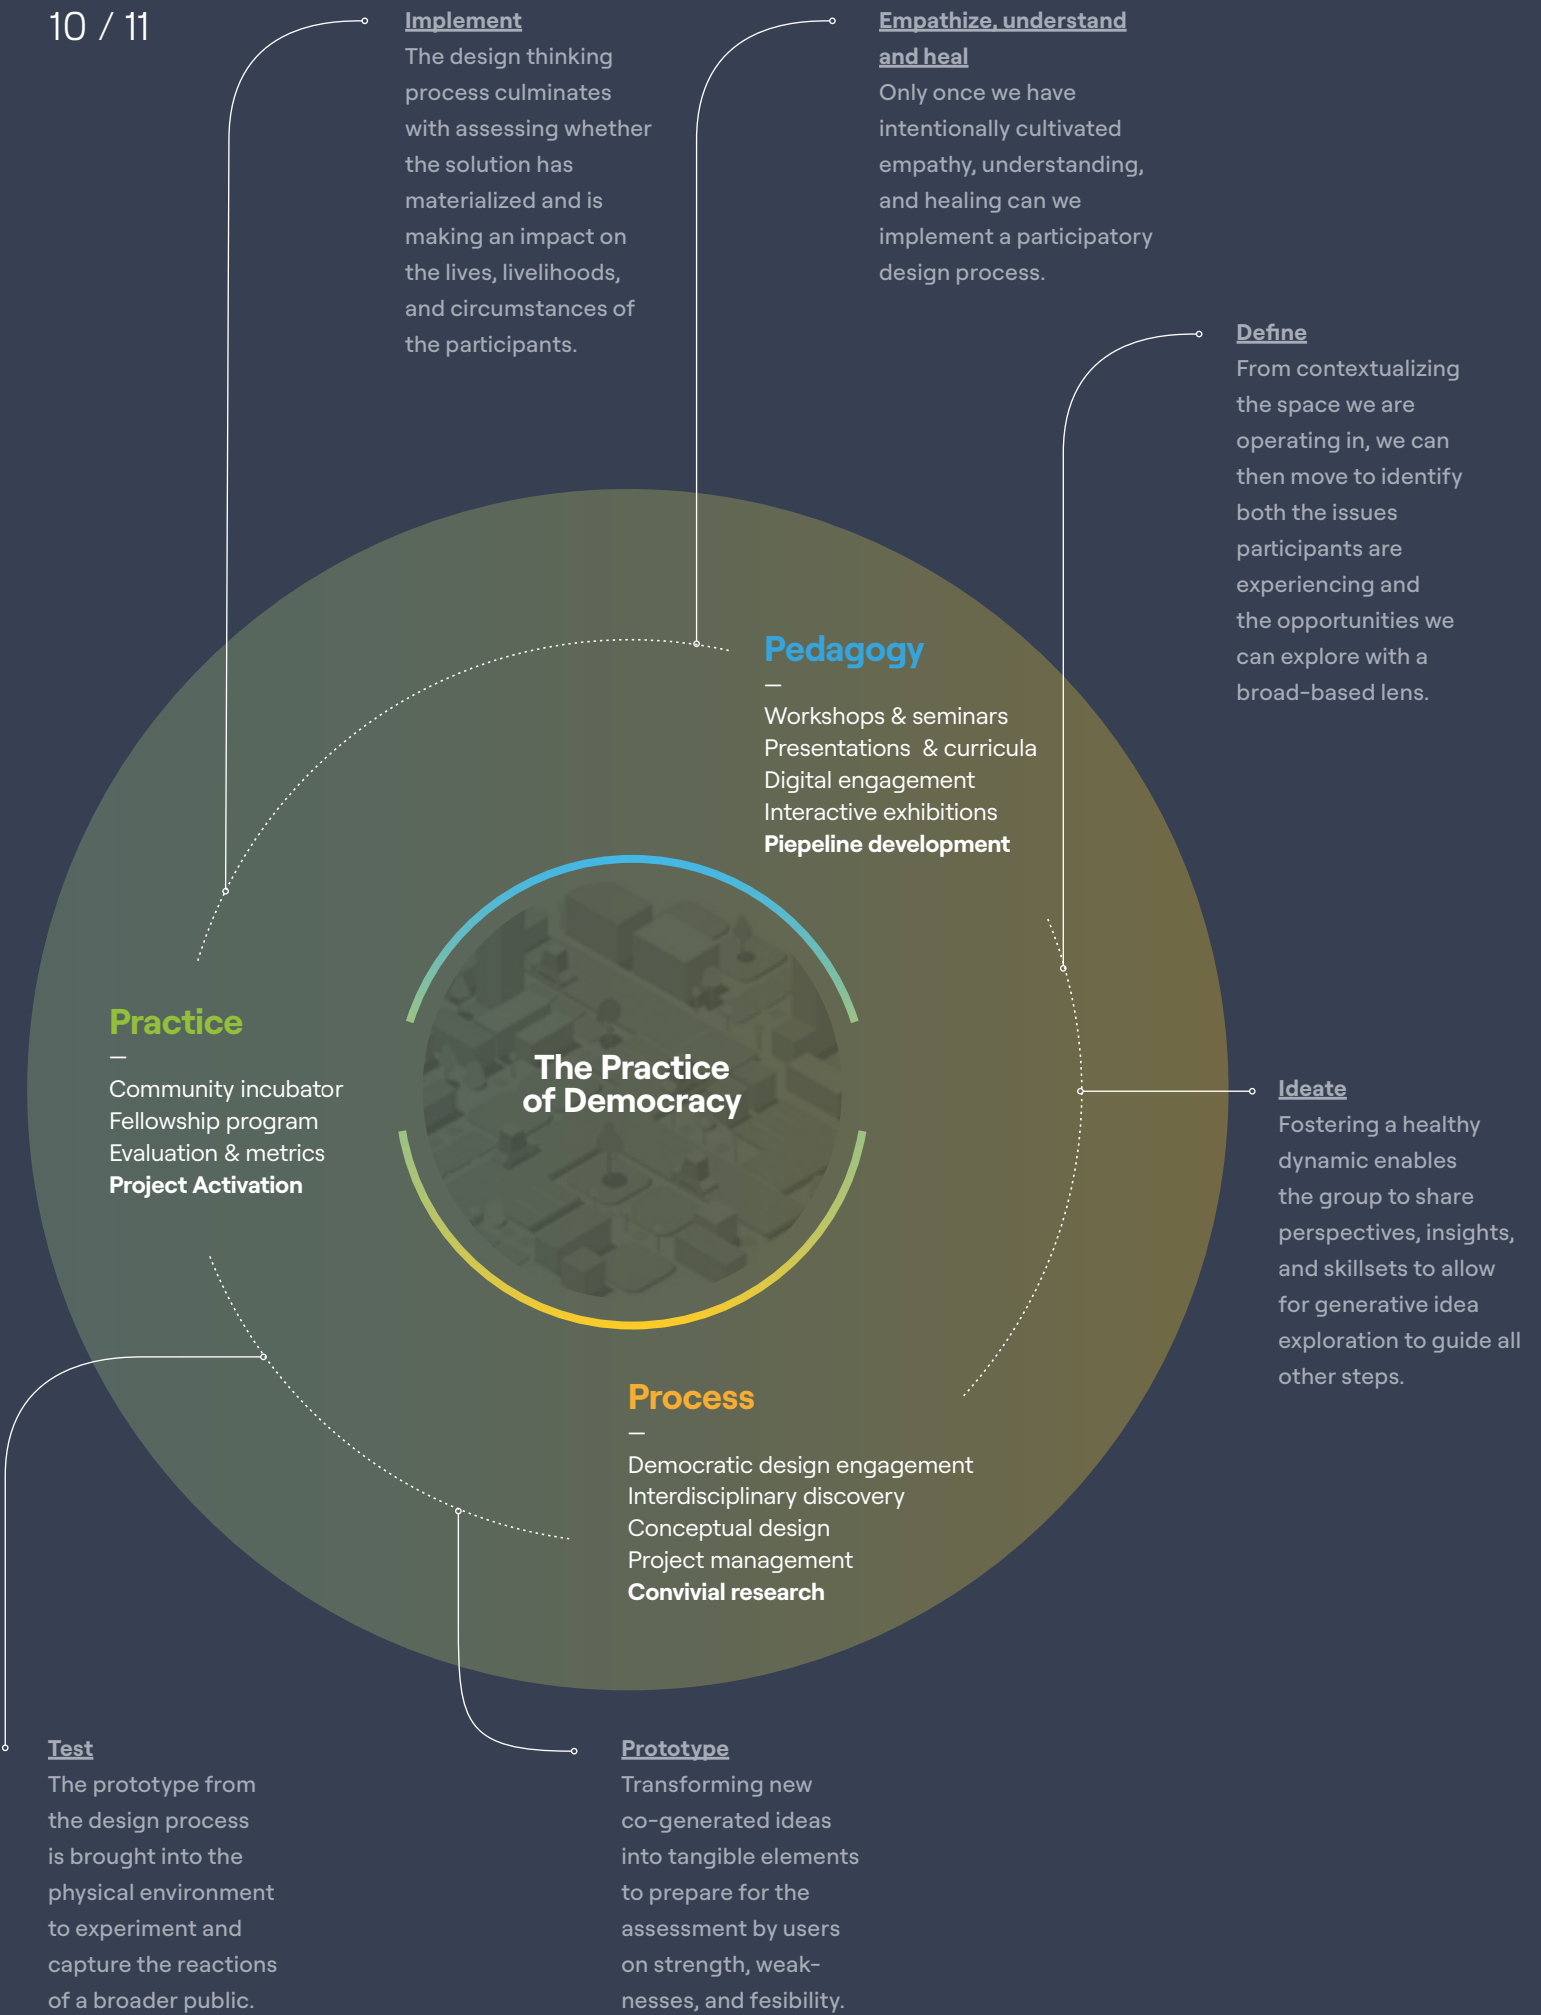 10 / 11
Implement
The design thinking
process culminates
with assessing whether
the solution has
materialized and is
making an impact on
the lives, livelihoods,
and circumstances of
the participants.
Empathize, understand
and heal
Only once we have
intentionally cultivated
empathy, understanding,
and healing can we
implement a participatory
design process.
Define
From contextualizing
the space we are
operating in, we can
then move to identify
both the issues
participants are
experiencing and
the opportunities we
can explore with a
broad-based lens.
Pedagogy
—
Workshops & seminars
Presentations  & curricula
Digital engagement
Interactive exhibitions
Piepeline development
Practice
—
Community incubator
Fellowship program
Evaluation & metrics
Project Activation
The Practice
of Democracy
Ideate
Fostering a healthy
dynamic enables
the group to share
perspectives, insights,
and skillsets to allow
for generative idea
exploration to guide all
other steps.
Process
—
Democratic design engagement
Interdisciplinary discovery
Conceptual design
Project management
Convivial research
Test
The prototype from
the design process
is brought into the
physical environment
to experiment and
capture the reactions
of a broader public.
Prototype
Transforming new
co-generated ideas
into tangible elements
to prepare for the
assessment by users
on strength, weak-
nesses, and fesibility.